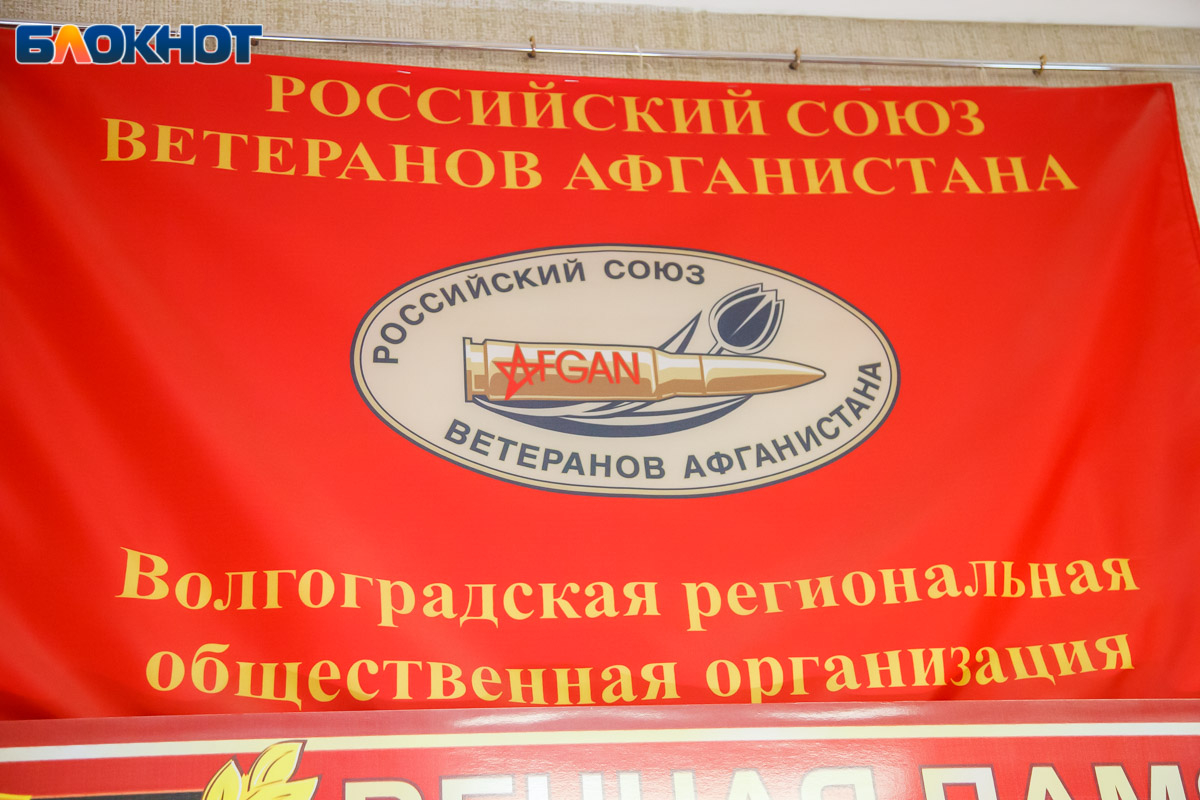 БЛОКНОТ
РОССИЙСКИЙ СОЮЗ
ВЕТЕРАНОВ АФГАНИСТАНА
РОССИЙСКИЙ СОЮЗ
AFGAN
ВЕТЕРАНОВ АФГАНИСТАНА
Волгоградская региональная
общественная организация